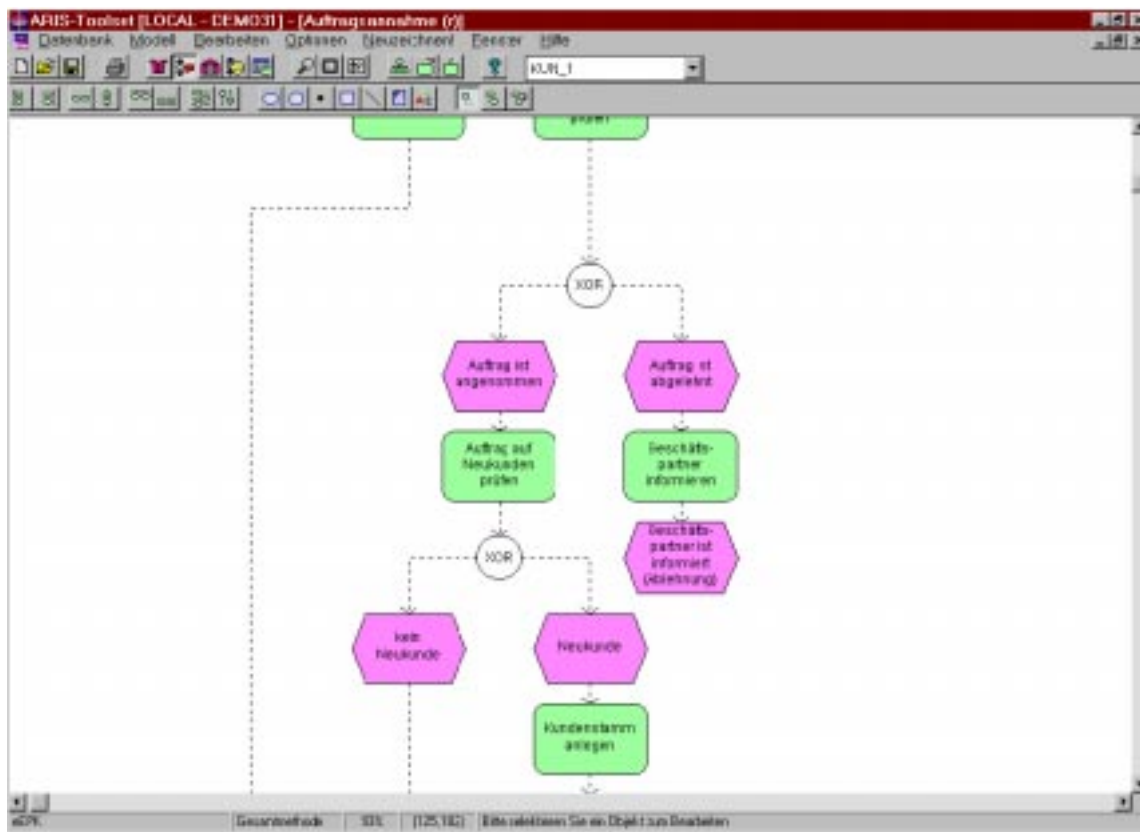 ARIS-Toolset [LOCAL - DEMO31] - [Auftragsannahme (r)]
Datenbank Modell Bearbeiten Optionen Neuzeichnen! Fenster Hilfe
KUN_1
prüfen
XOR
Auftrag ist
angenommen
Auftrag ist
abgelehnt
Auftrag auf
Neukunden
prüfen
Geschäfts-
partner
informieren
XOR
Geschäfts-
partner ist
informiert
(Ablehnung)
kein
Neukunde
Neukunde
Kundenstamm
anlegen
eEPK Gesamtmethode (125,182) Bitte selektieren Sie ein Objekt zum Bearbeiten